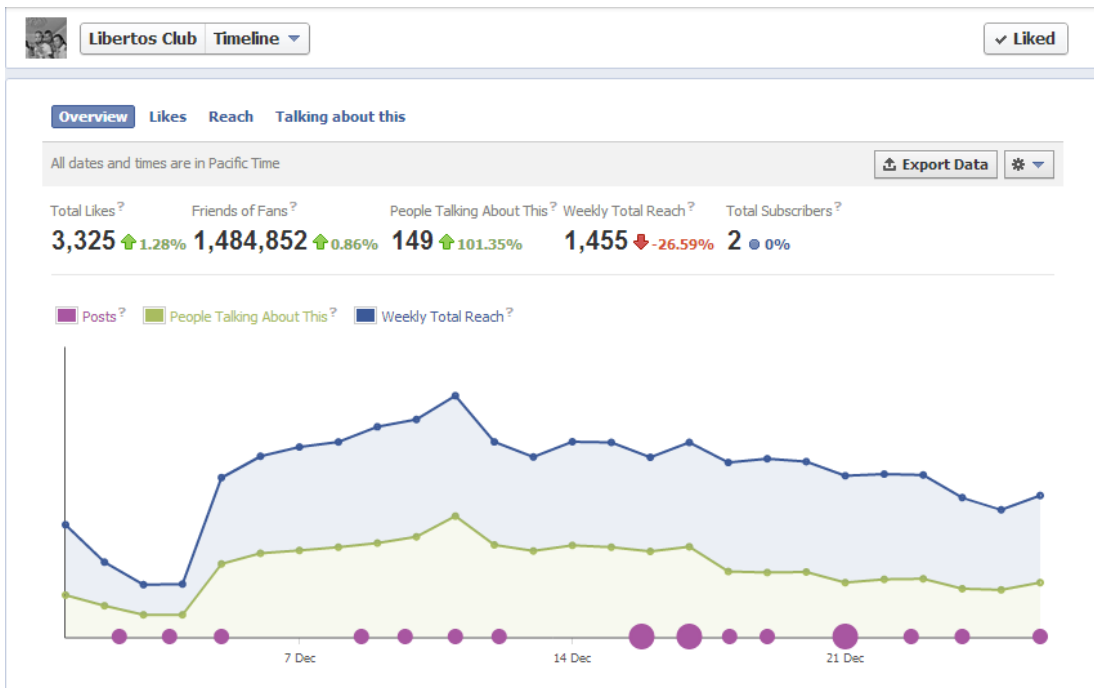 Libertos Club Timeline
Liked
Overview Likes Reach Talking about this
All dates and times are in Pacific Time
Export Data
Total Likes? Friends of Fans? People Talking About This? Weekly Total Reach? Total Subscribers?
3,325 1.28% 1,484,852 0.86% 149 101.35% 1,455 -26.59% 2 0%
Posts? People Talking About This? Weekly Total Reach?
7 Dec 14 Dec 21 Dec